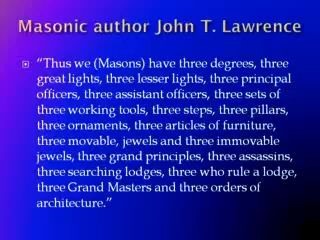 Masonic author John T. Lawrence
“Thus we (Masons) have three degrees, three
great lights, three lesser lights, three principal
officers, three assistant officers, three sets of
three working tools, three steps, three pillars,
three ornaments, three articles of furniture,
three movable, jewels and three immovable
jewels, three grand principles, three assassins,
three searching lodges, three who rule a lodge,
three Grand Masters and three orders of
architecture.”